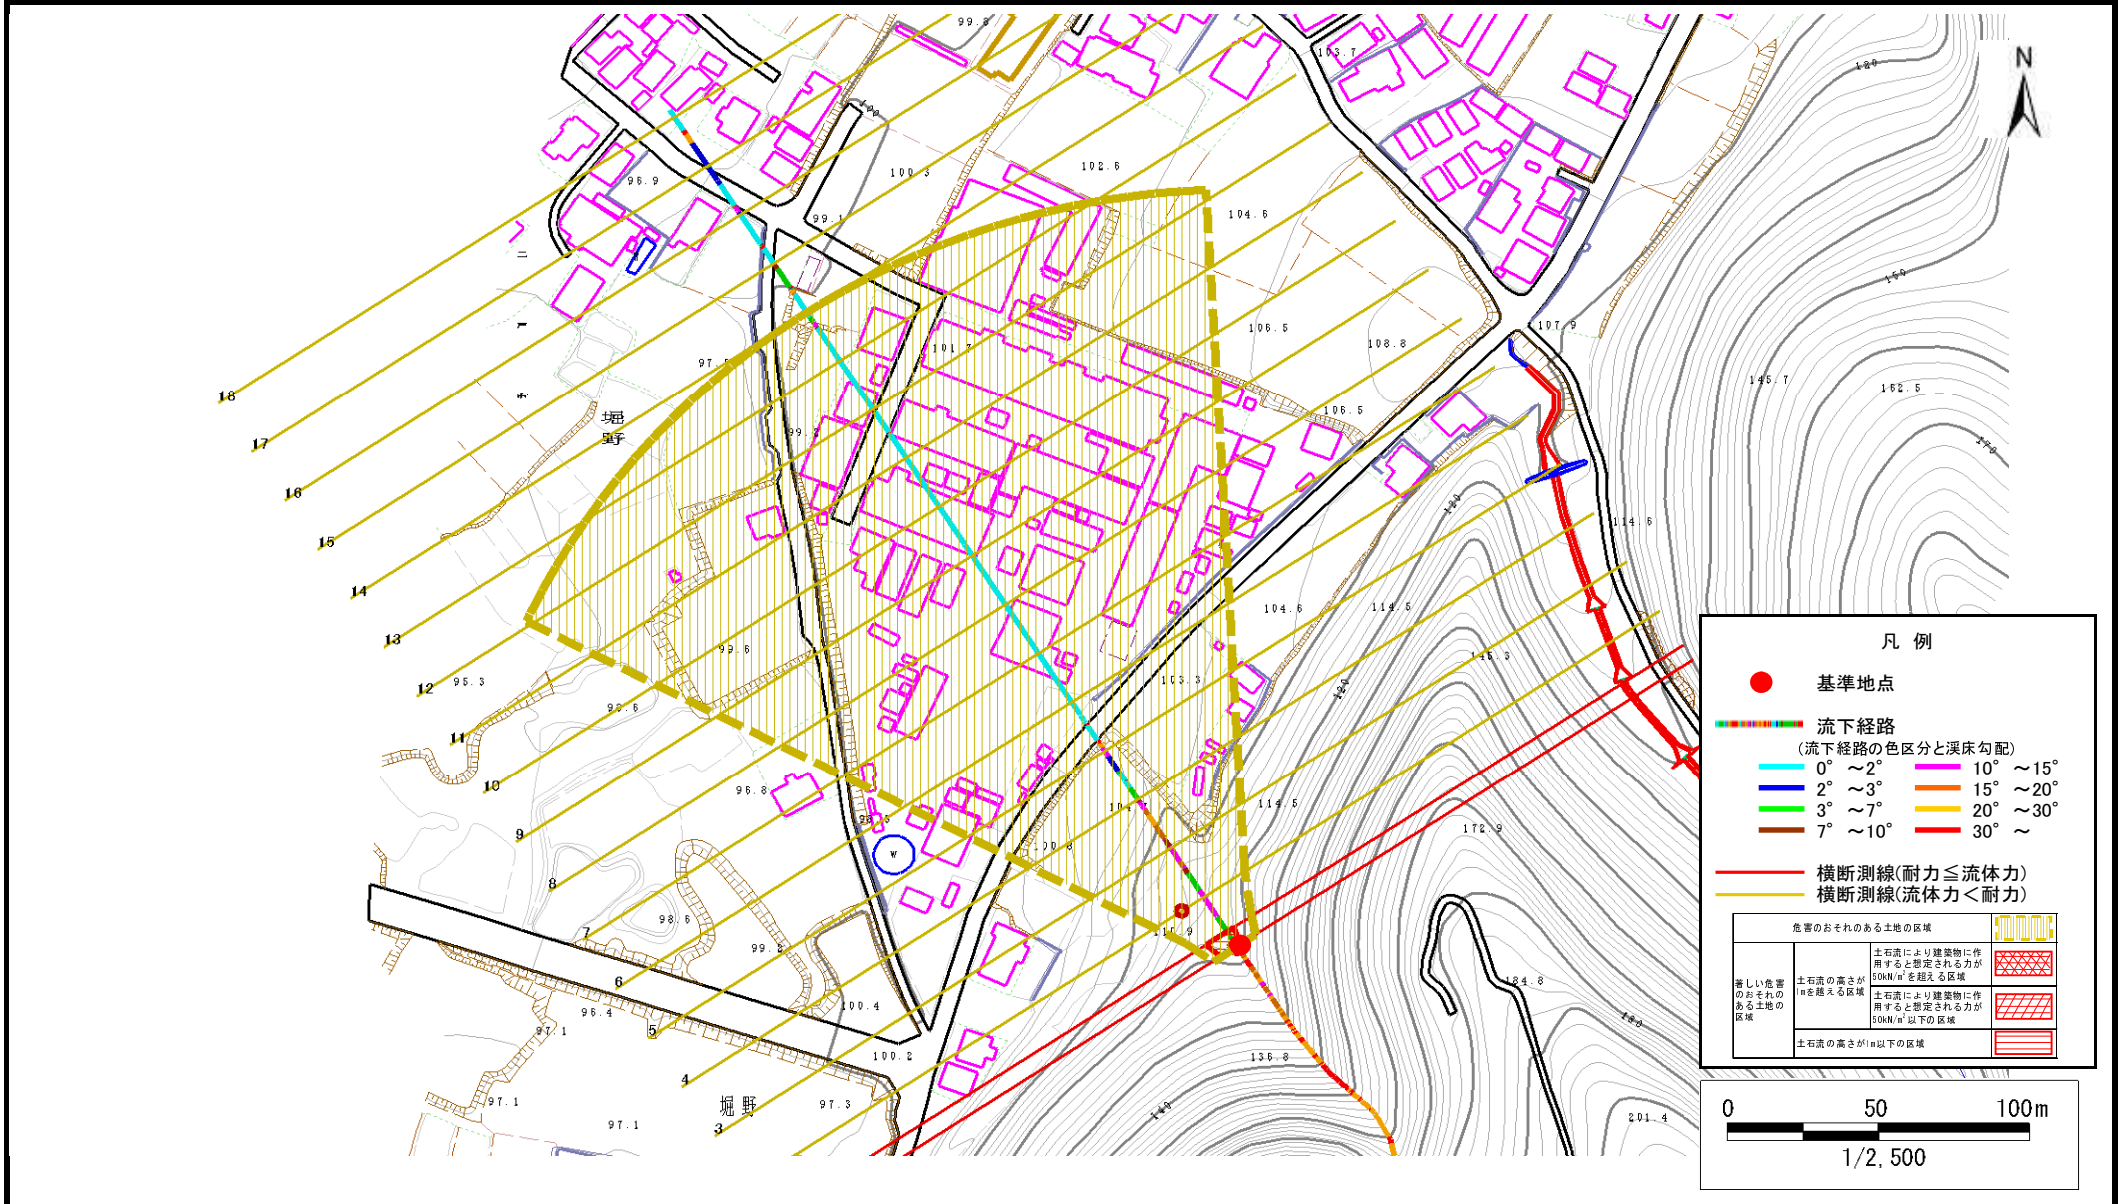 99.8
103.7
120
N
100
100.3
102.6
96.9
99.1
104.6
150
106.5
107.9
108.8
101.7
145.7
162.5
18
堀
野
106.5
99.2
17
170
16
120
114.6
15
14
104.6
114.5
13
99.6
145.3
12
95.3
103.3
120
11
10
96.8
114.5
9
172.9
W
8
98.6
7
99.2
6
184.8
100.4
96.4
97.1
5
180
100.2
136.8
4
97.1
堀野
97.3
140
201.4
97.1
3
凡 例
基準地点
流下経路
(流下経路の色区分と渓床勾配)
0° ~2° 10° ~15°
2° ~3° 15° ~20°
3° ~7° 20° ~30°
7° ~10° 30° ~
横断測線(耐力≦流体力)
横断測線(流体力<耐力)
危害のおそれのある土地の区域
著しい危害
のおそれの
ある土地の
区域
土石流の高さが
1mを越える区域
土石流により建築物に作
用すると想定される力が
50kN/㎡を超える区域
土石流により建築物に作
用すると想定される力が
50kN/㎡以下の区域
土石流の高さが1m以下の区域
0 50 100m
1/2,500